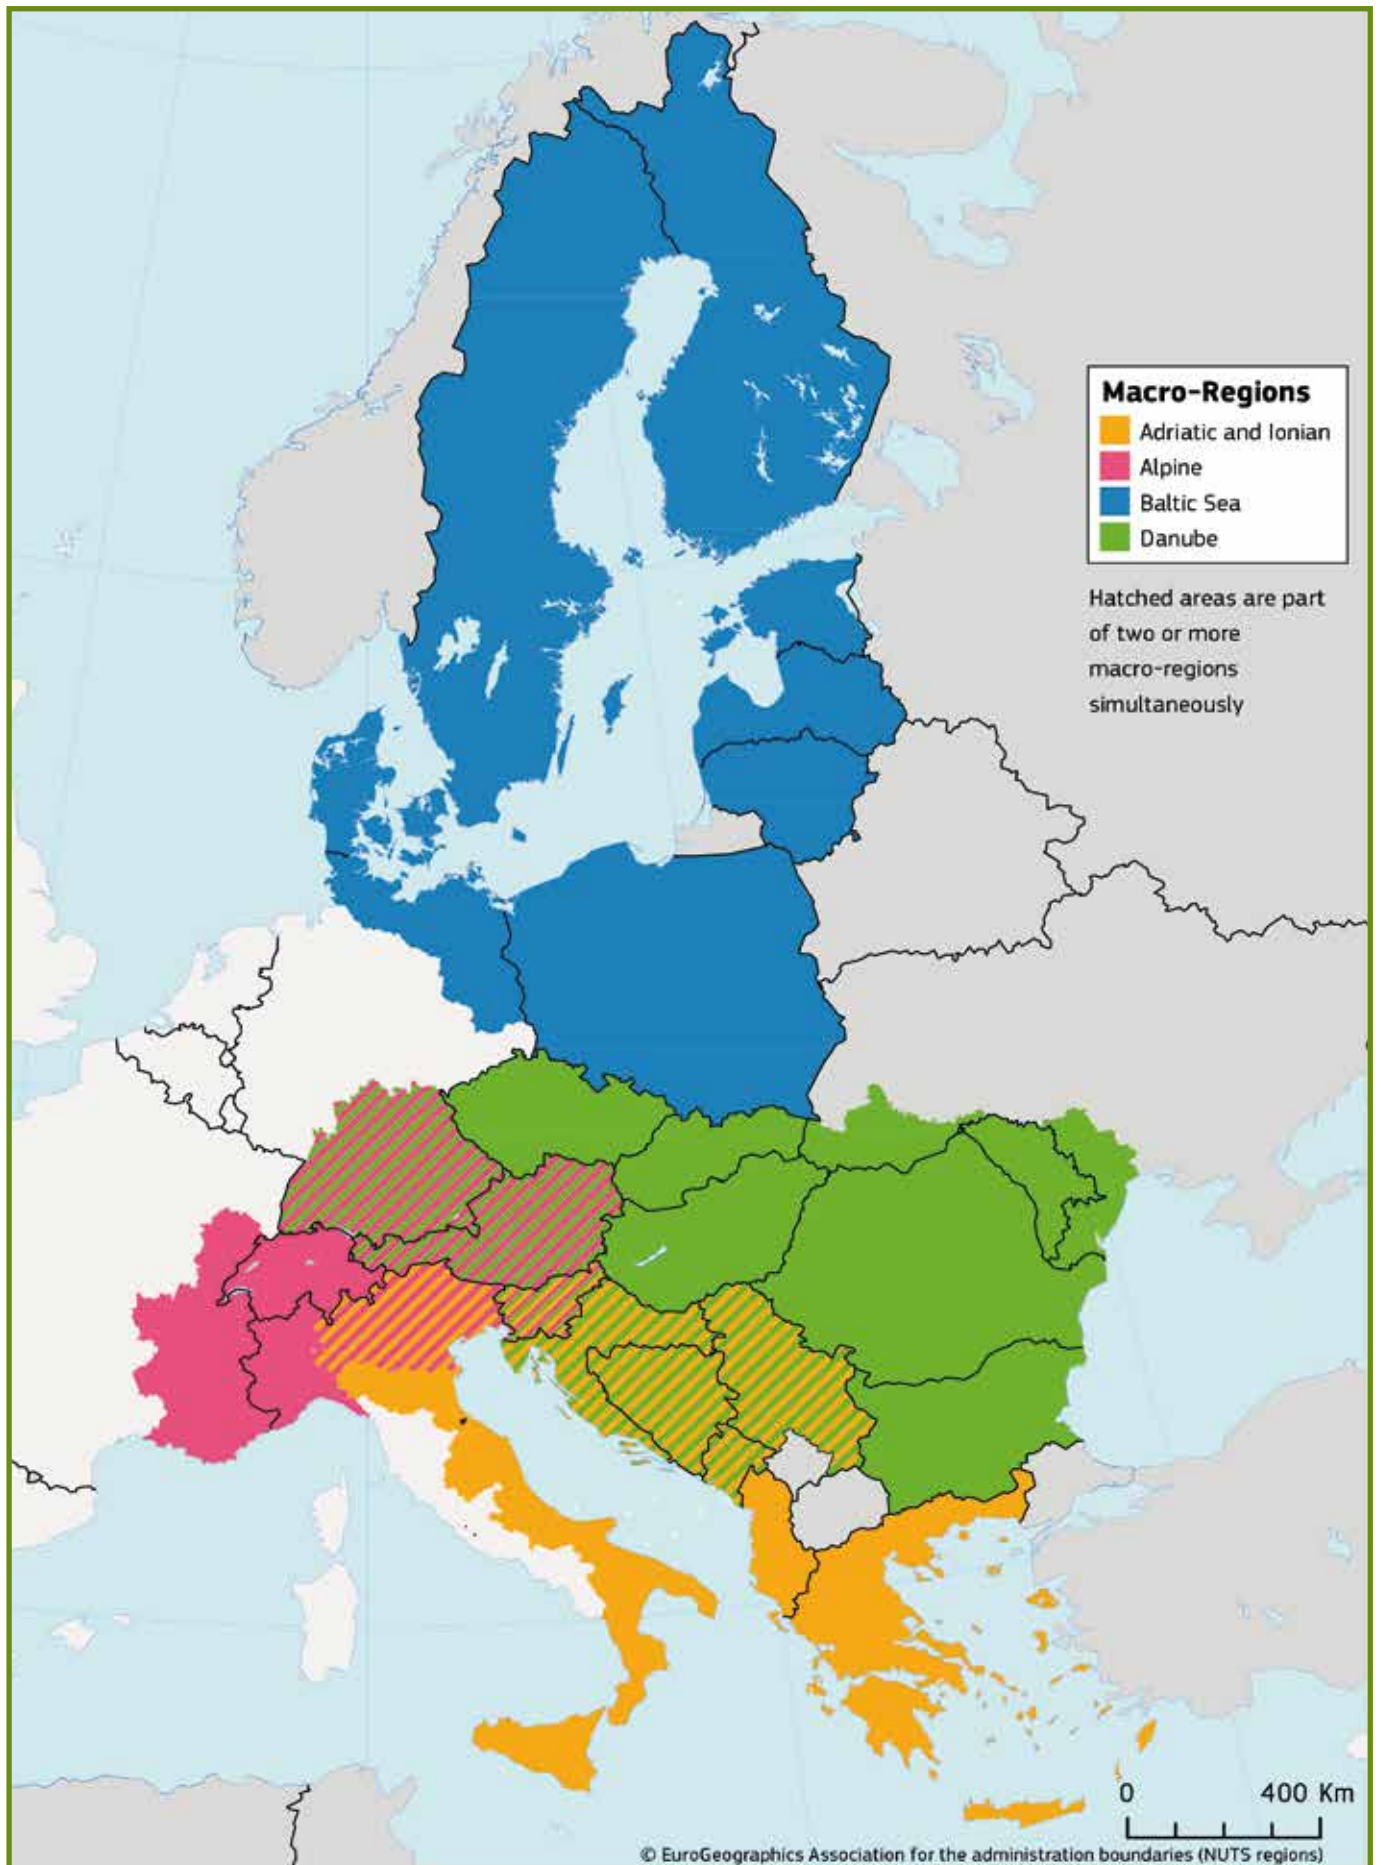 Macro-Regions
Adriatic and Ionian
Alpine
Baltic Sea
Danube
Hatched areas are part
of two or more
macro-regions
simultaneously
0 400 Km
© EuroGeographics Association for the administration boundaries (NUTS regions)